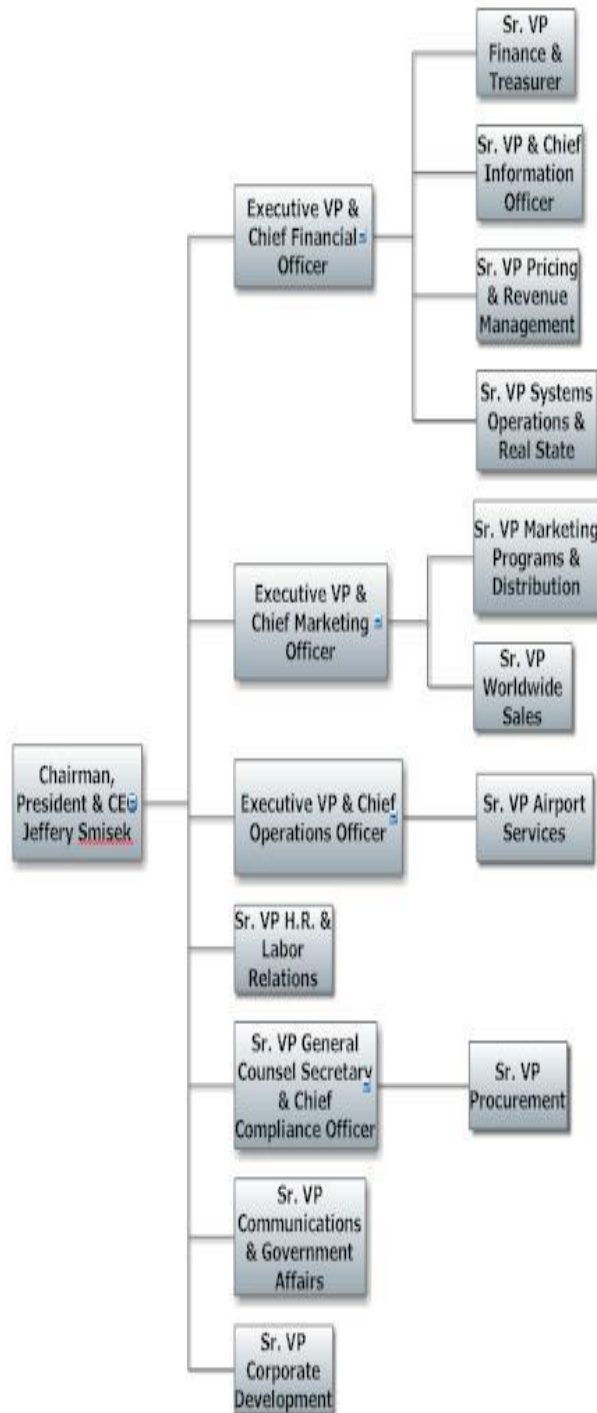 Chairman,
President & CEO
Jeffery Smisek
Executive VP &
Chief Financial
Officer
Sr. VP
Finance &
Treasurer
Sr. VP & Chief
Information
Officer
Sr. VP Pricing
& Revenue
Management
Sr. VP Systems
Operations &
Real State
Executive VP &
Chief Marketing
Officer
Sr. VP Marketing
Programs &
Distribution
Sr. VP
Worldwide
Sales
Executive VP & Chief
Operations Officer
Sr. VP Airport
Services
Sr. VP H.R. &
Labor
Relations
Sr. VP General
Counsel Secretary
& Chief
Compliance Officer
Sr. VP
Procurement
Sr. VP
Communications
& Government
Affairs
Sr. VP
Corporate
Development